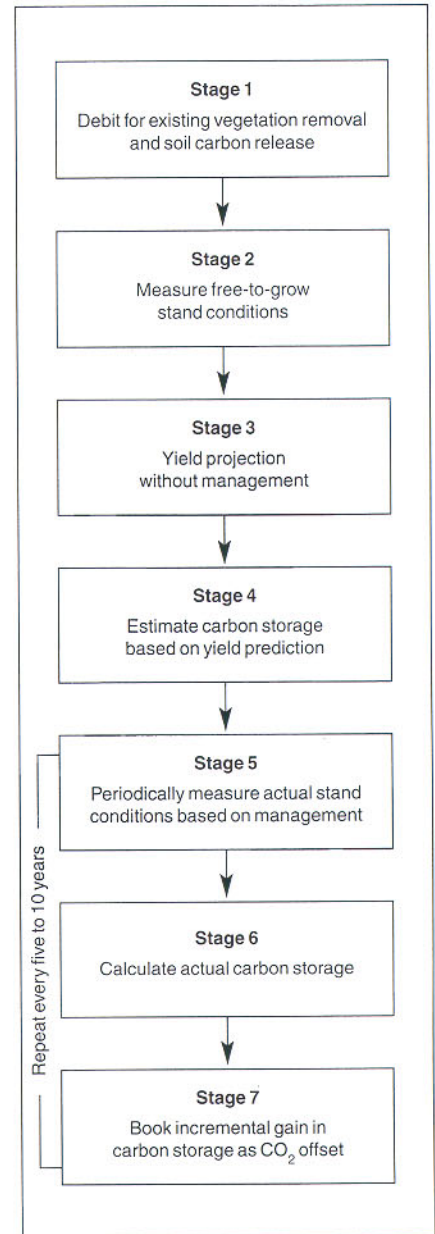 Stage 1
Debit for existing vegetation removal
and soil carbon release
Stage 2
Measure free-to-grow
stand conditions
Stage 3
Yield projection
without management
Stage 4
Estimate carbon storage
based on yield prediction
Stage 5
Periodically measure actual stand
conditions based on management
Stage 6
Calculate actual carbon storage
Stage 7
Book incremental gain in
carbon storage as CO₂ offset
Repeat every five to 10 years